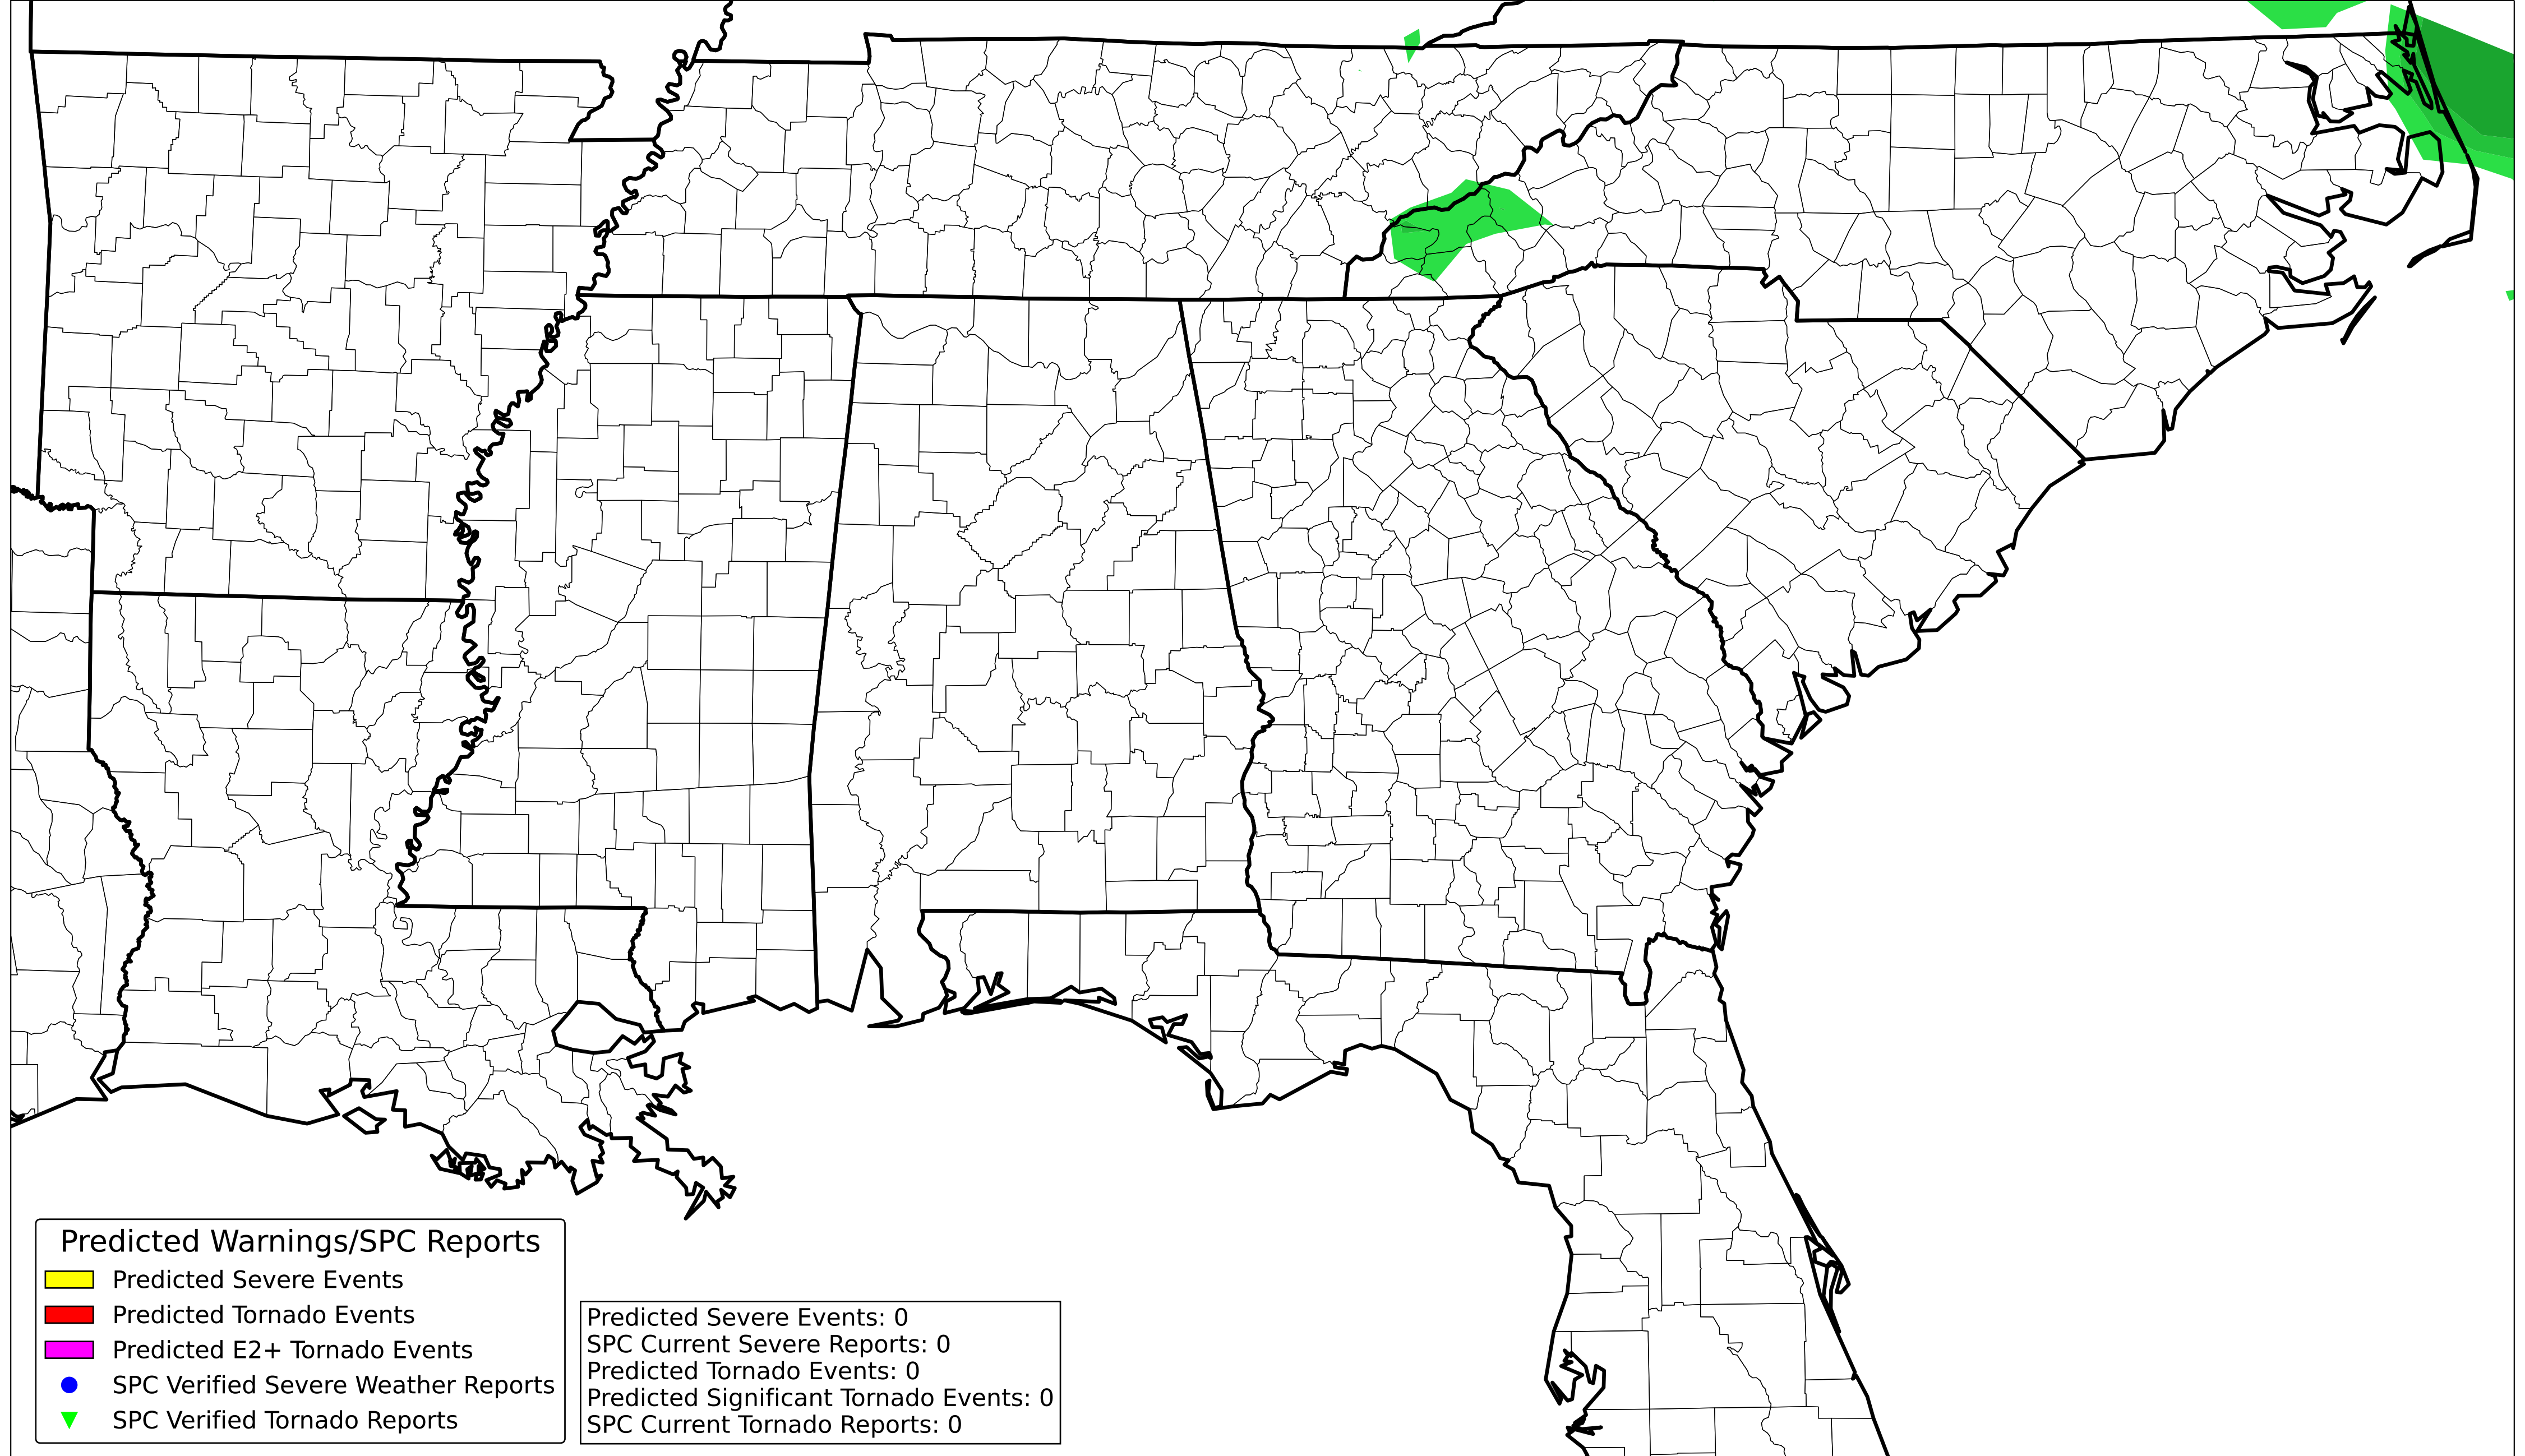 Predicted Warnings/SPC Reports
Predicted Severe Events
Predicted Tornado Events
Predicted E2+ Tornado Events
SPC Verified Severe Weather Reports
SPC Verified Tornado Reports
Predicted Severe Events: 0
SPC Current Severe Reports: 0
Predicted Tornado Events: 0
Predicted Significant Tornado Events: 0
SPC Current Tornado Reports: 0